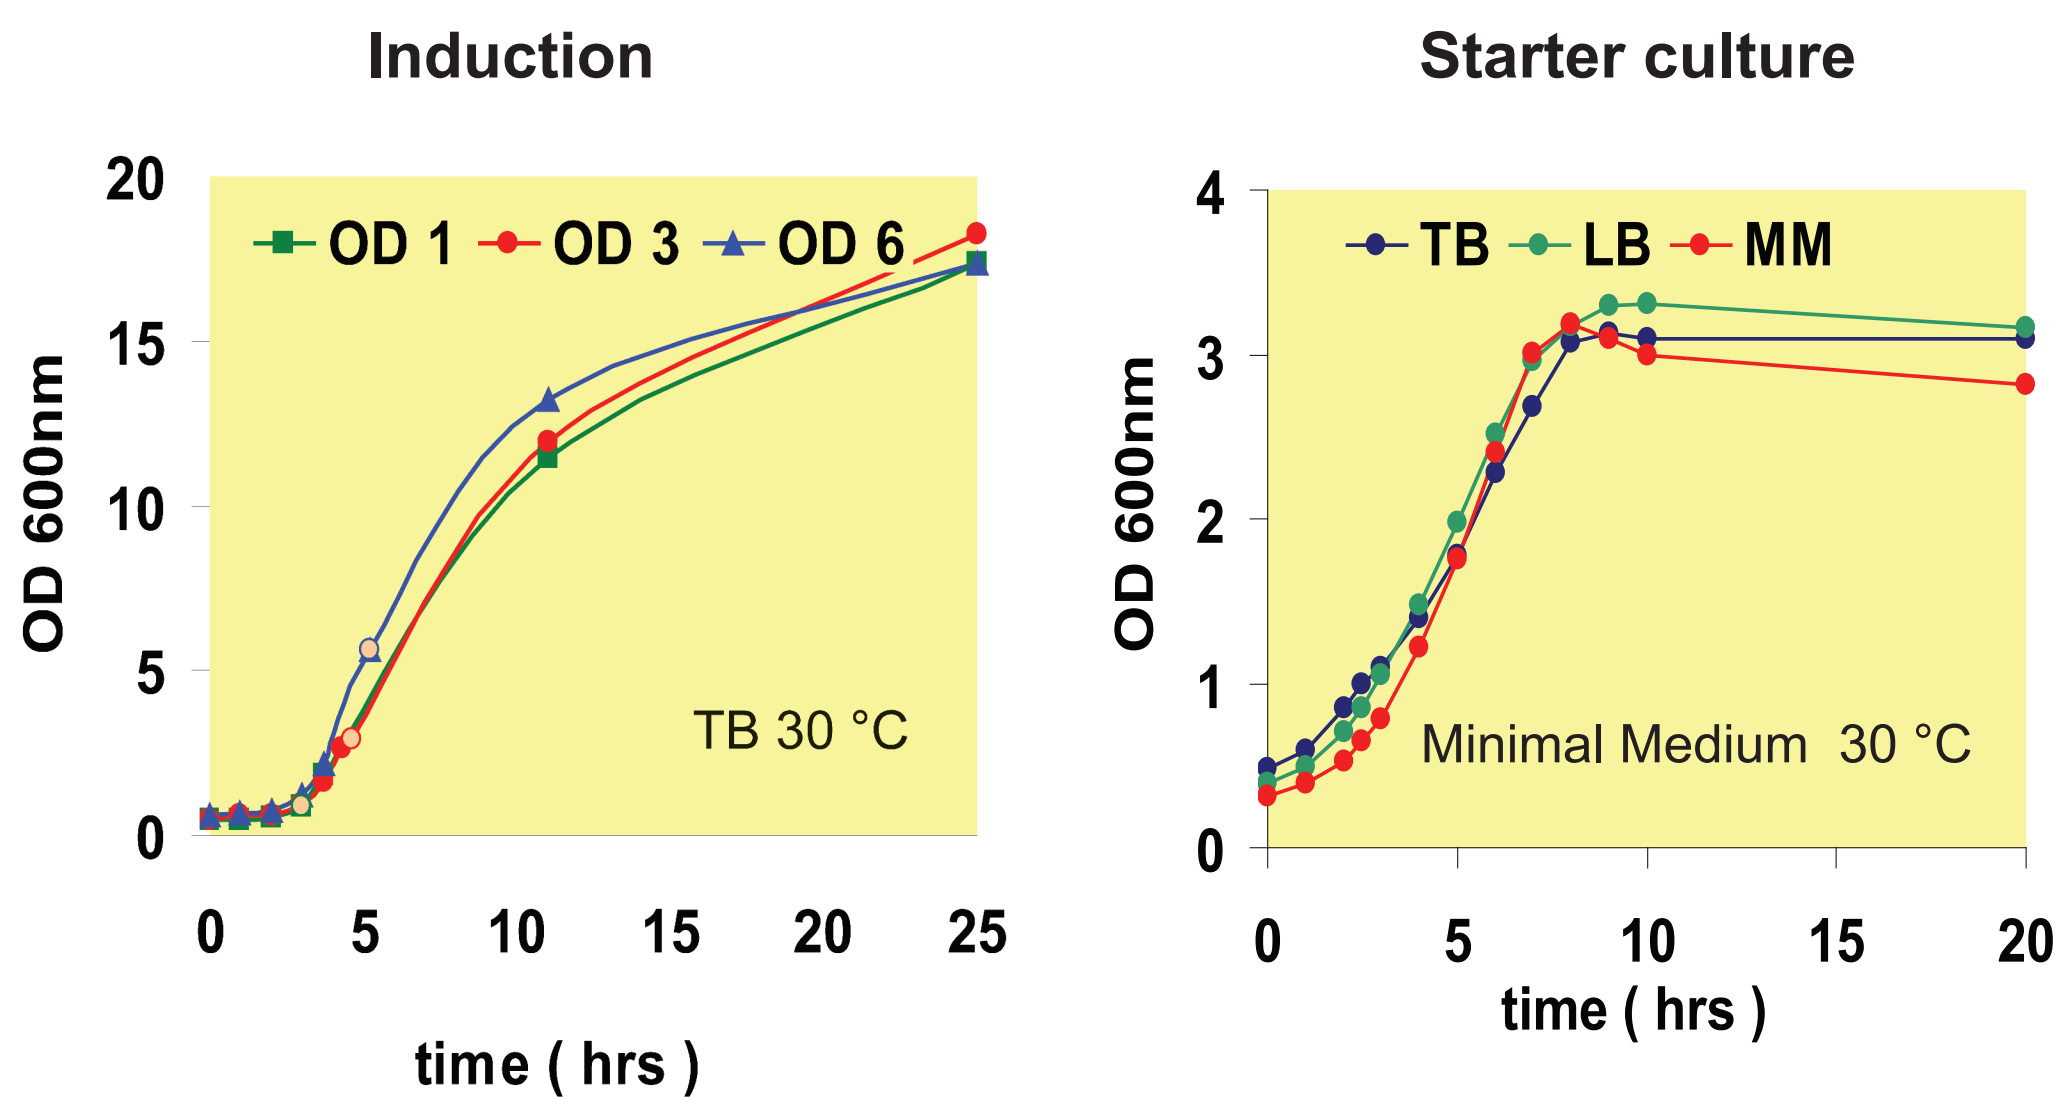 Induction
20
15
10
5
0
OD 600nm
OD 1 OD 3 OD 6
TB 30 °C
0 5 10 15 20 25
time ( hrs )
Starter culture
4
3
2
1
0
OD 600nm
TB LB MM
Minimal Medium 30 °C
0 5 10 15 20
time ( hrs )